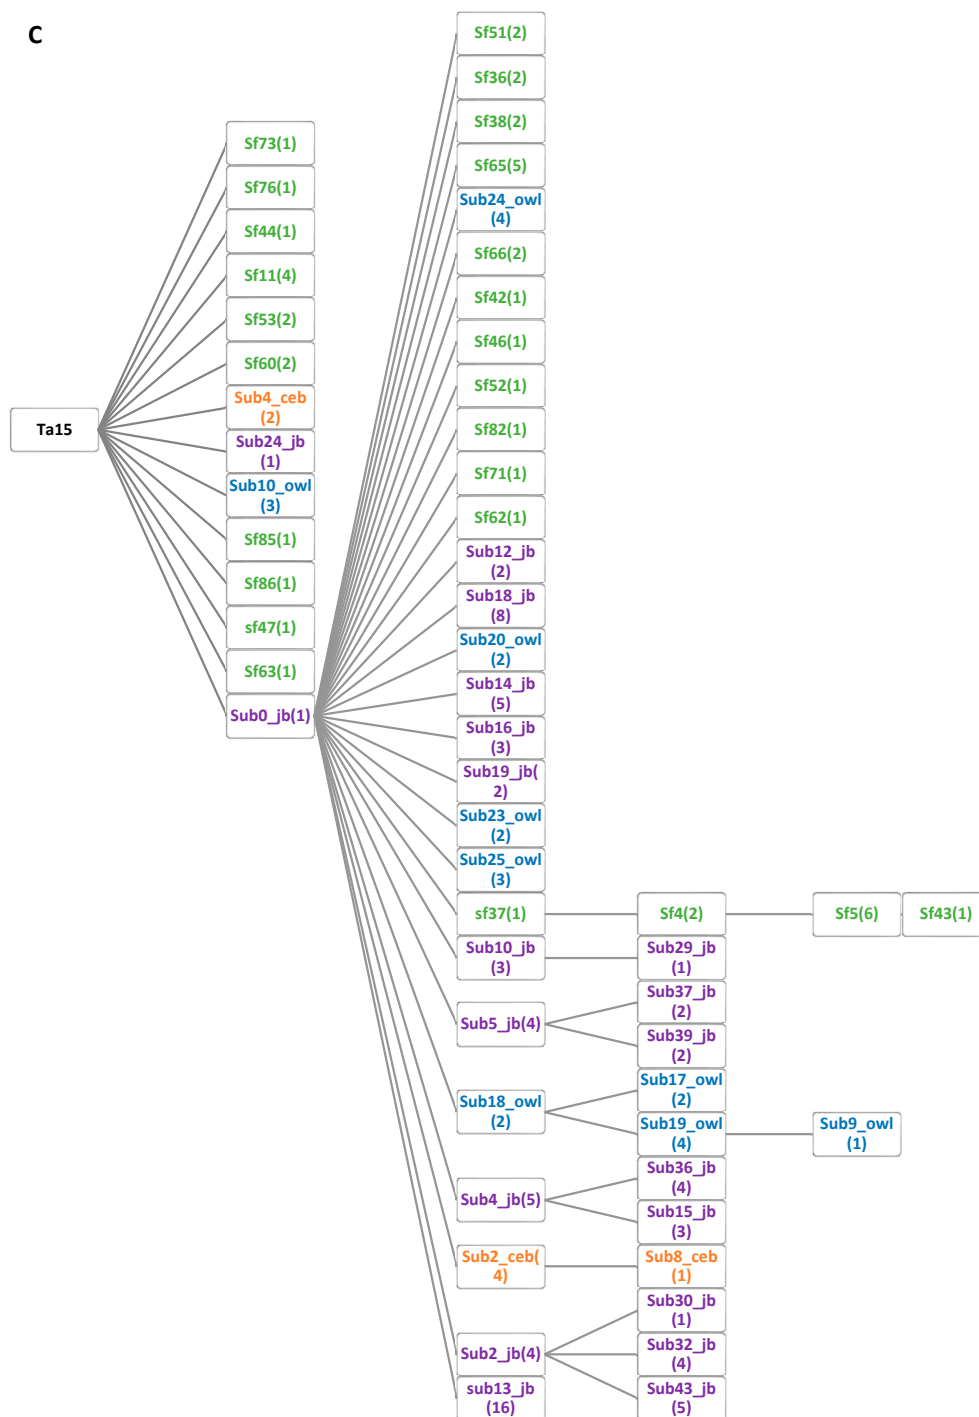 C
Sf51(2)
Sf36(2)
Sf38(2)
Sf65(5)
Sub24_owl
(4)
Sf66(2)
Sf42(1)
Sf46(1)
Sf52(1)
Sf82(1)
Sf71(1)
Sf62(1)
Sub12_jb
(2)
Sub18_jb
(8)
Sub20_owl
(2)
Sub14_jb
(5)
Sub16_jb
(3)
Sub19_jb(
2)
Sub23_owl
(2)
Sub25_owl
(3)
sf37(1)
Sub10_jb
(3)
Sub5_jb(4)
Sub18_owl
(2)
Sub4_jb(5)
Sub2_ceb(
4)
Sub2_jb(4)
sub13_jb
(16)
Sf73(1)
Sf76(1)
Sf44(1)
Sf11(4)
Sf53(2)
Sf60(2)
Sub4_ceb
(2)
Sub24_jb
(1)
Sub10_owl
(3)
Sf85(1)
Sf86(1)
sf47(1)
Sf63(1)
Sub0_jb(1)
Ta15
Sf4(2)
Sub29_jb
(1)
Sub37_jb
(2)
Sub39_jb
(2)
Sub17_owl
(2)
Sub19_owl
(4)
Sub36_jb
(4)
Sub15_jb
(3)
Sub8_ceb
(1)
Sub30_jb
(1)
Sub32_jb
(4)
Sub43_jb
(5)
Sf5(6)
Sf43(1)
Sub9_owl
(1)